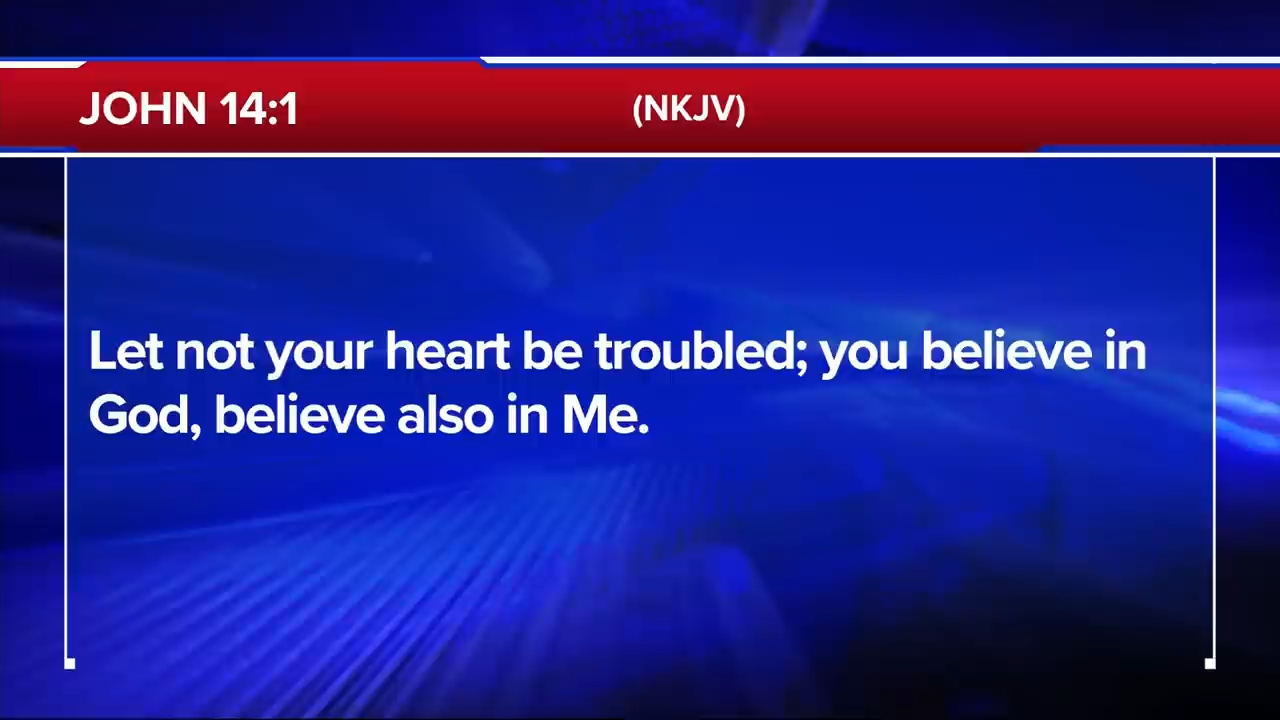 JOHN 14:1 (NKJV)
Let not your heart be troubled; you believe in
God, believe also in Me.